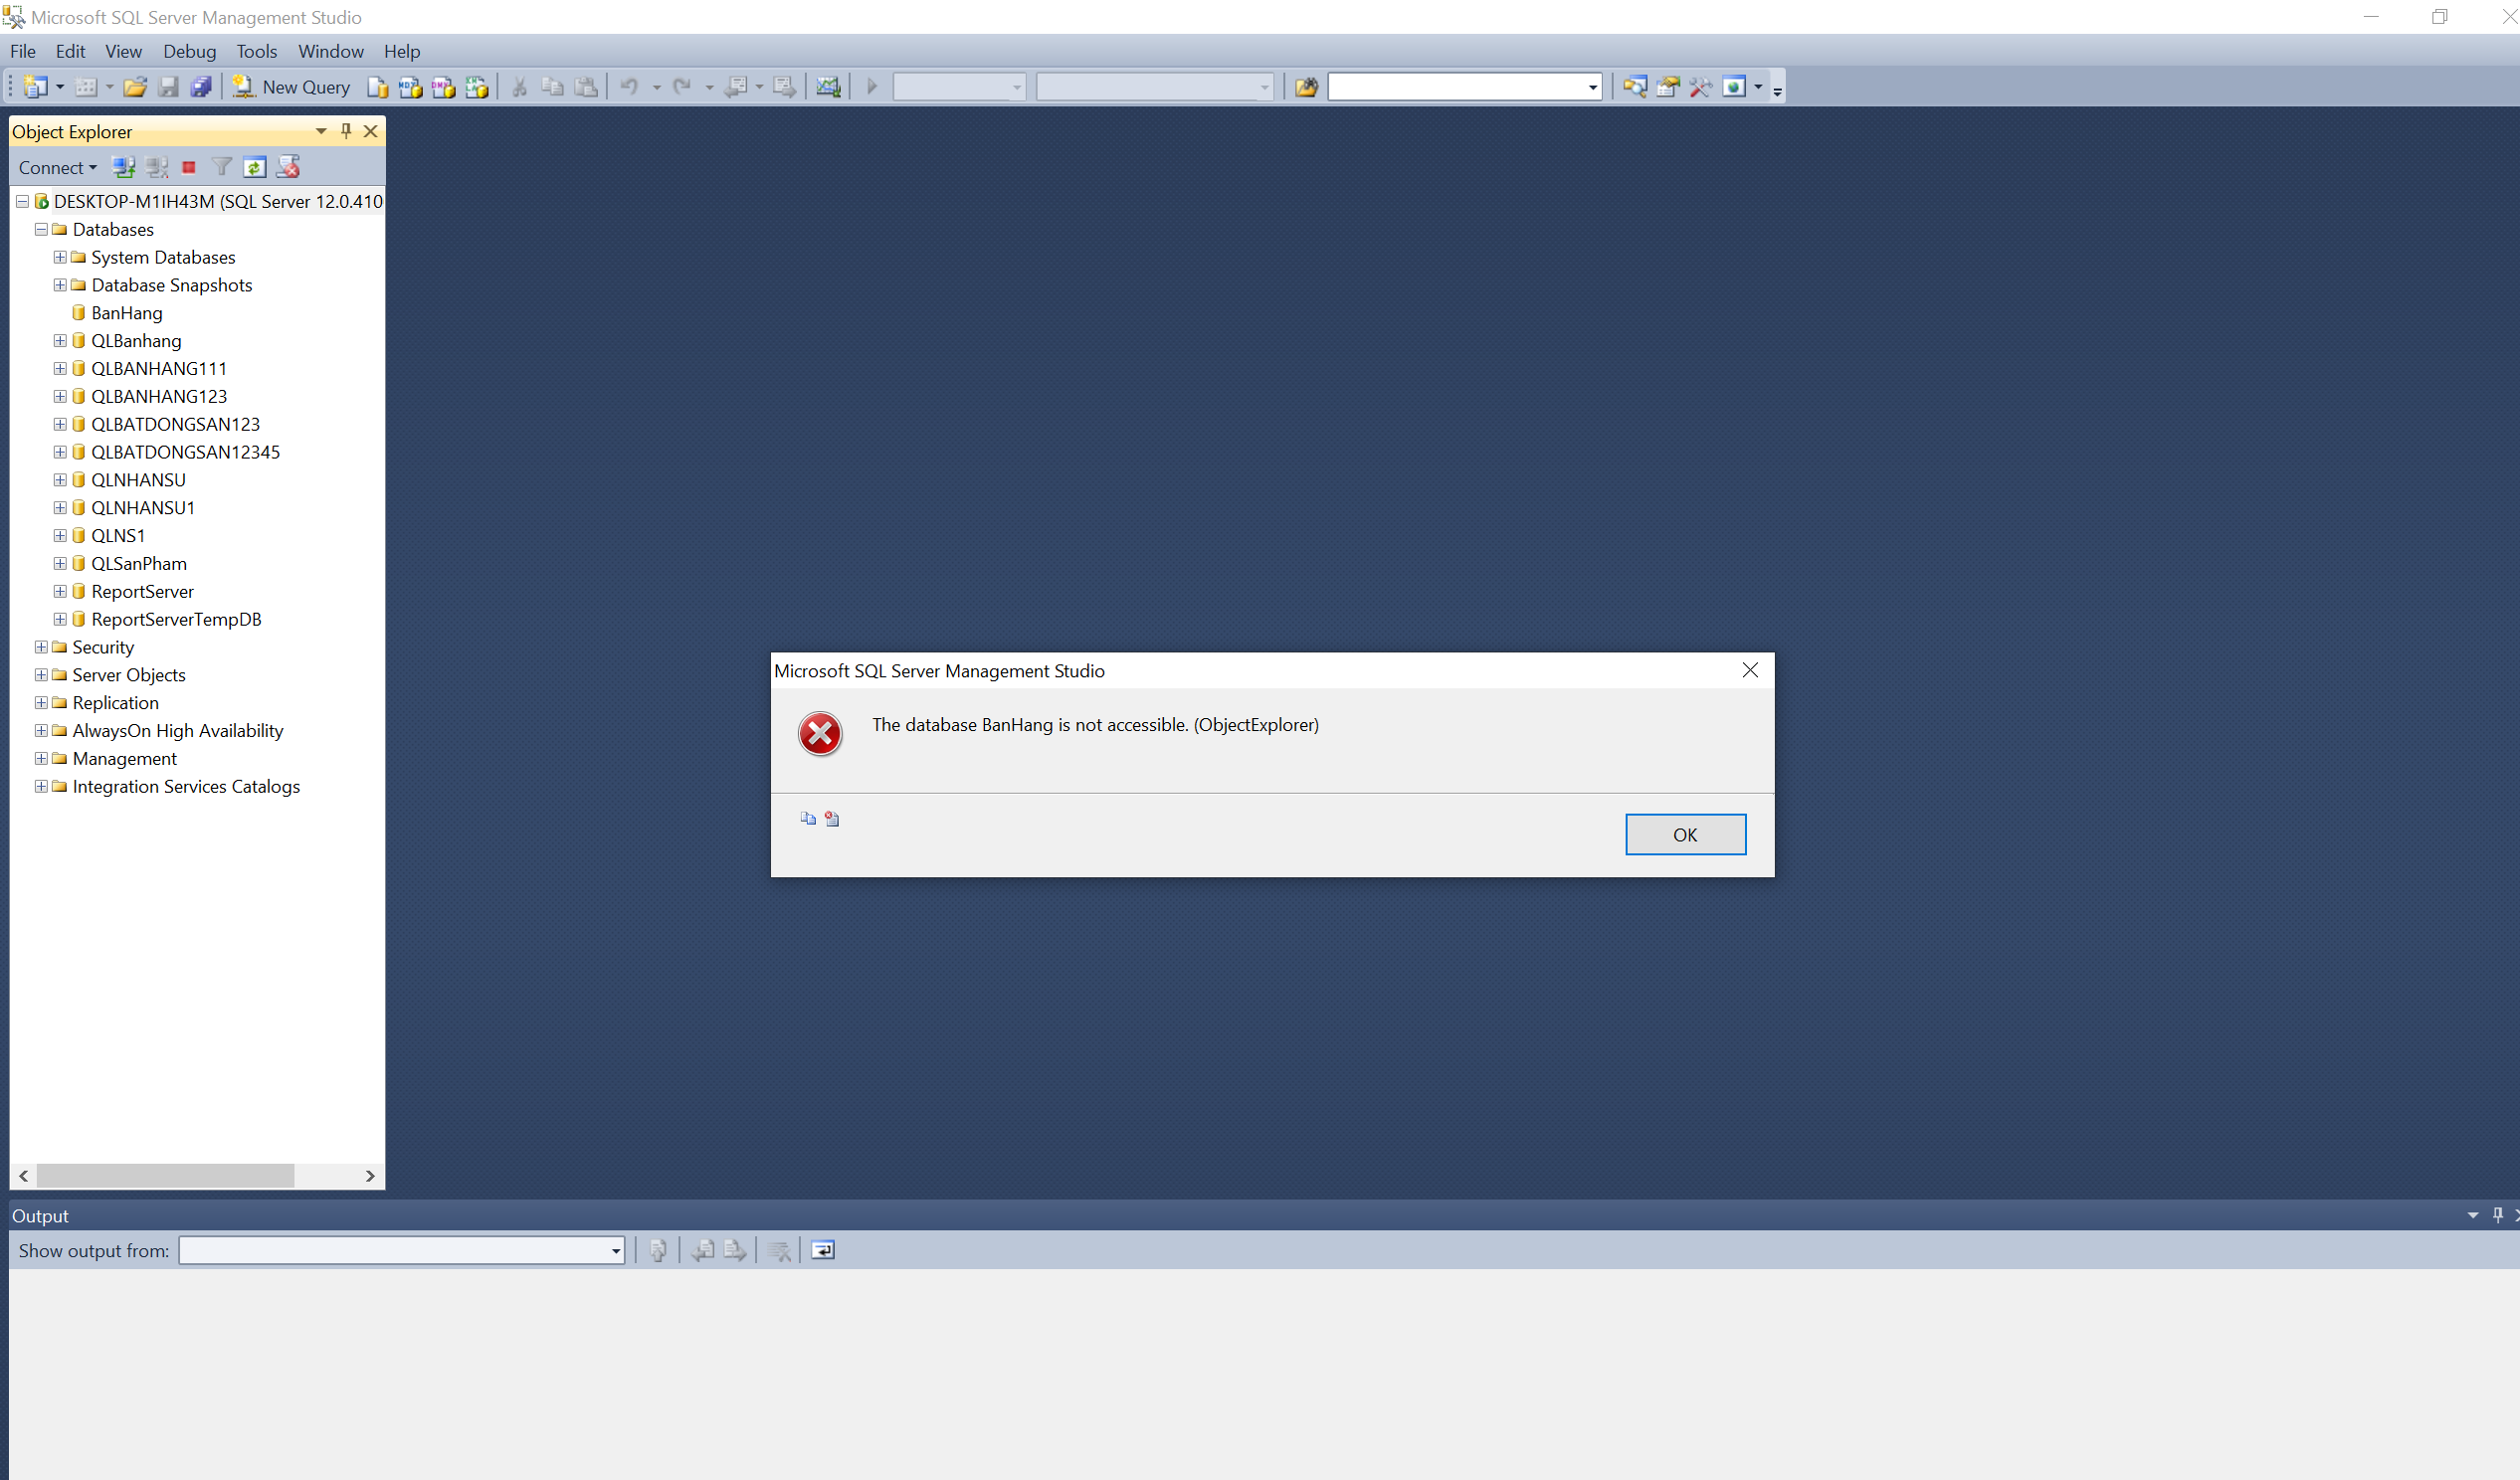 Microsoft SQL Server Management Studio
File Edit View Debug Tools Window Help
New Query
Object Explorer
Connect
DESKTOP-M1IH43M (SQL Server 12.0.410
Databases
System Databases
Database Snapshots
BanHang
QLBanhang
QLBANHANG111
QLBANHANG123
QLBATDONGSAN123
QLBATDONGSAN12345
QLNHANSU
QLNHANSU1
QLNS1
QLSanPham
ReportServer
ReportServerTempDB
Security
Server Objects
Replication
AlwaysOn High Availability
Management
Integration Services Catalogs
Microsoft SQL Server Management Studio
The database BanHang is not accessible. (ObjectExplorer)
OK
Output
Show output from: